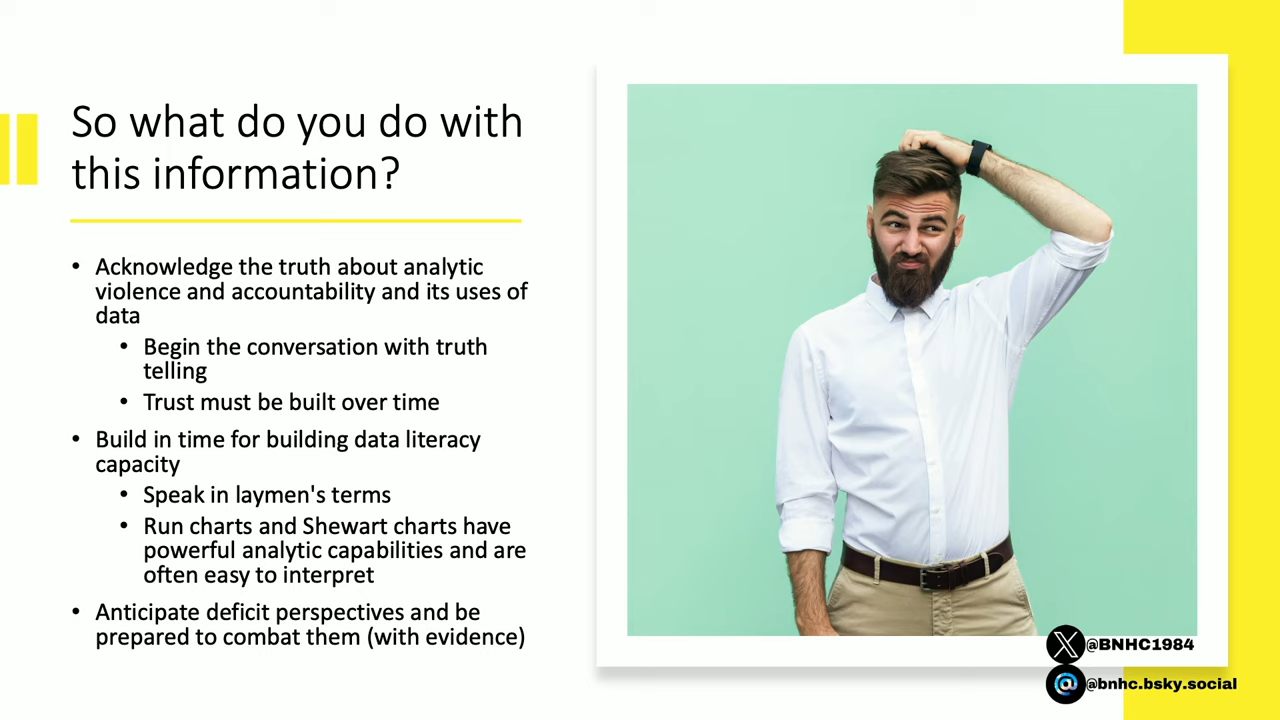 So what do you do with
this information?
• Acknowledge the truth about analytic
violence and accountability and its uses of
data
• Begin the conversation with truth
telling
• Trust must be built over time
• Build in time for building data literacy
capacity
• Speak in laymen's terms
• Run charts and Shewart charts have
powerful analytic capabilities and are
often easy to interpret
• Anticipate deficit perspectives and be
prepared to combat them (with evidence)
@BNHC1984
@bnhc.bsky.social